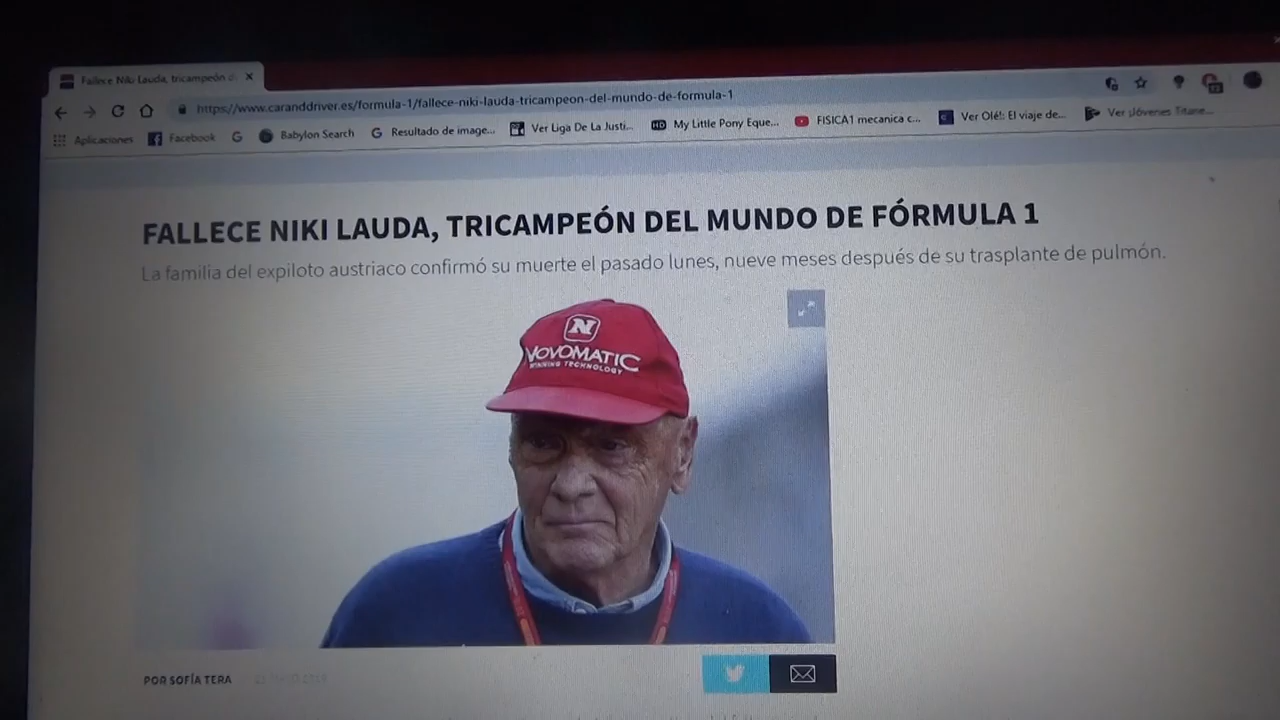 Fallece Niki Lauda, tricampeón d
https://www.caranddriver.es/formula-1/fallece-niki-lauda-tricampeon-del-mundo-de-formula-1
Aplicaciones Facebook Babylon Search Resultado de image... Ver Liga De La Justi... My Little Pony Eque... FISICA1 mecanica c... Ver Olé!: El viaje de... Ver ¡Jóvenes Titane...
FALLECE NIKI LAUDA, TRICAMPEÓN DEL MUNDO DE FÓRMULA 1
La familia del expiloto austriaco confirmó su muerte el pasado lunes, nueve meses después de su trasplante de pulmón.
N
NOVOMATIC
WINNING TECHNOLOGY
POR SOFÍA TERA